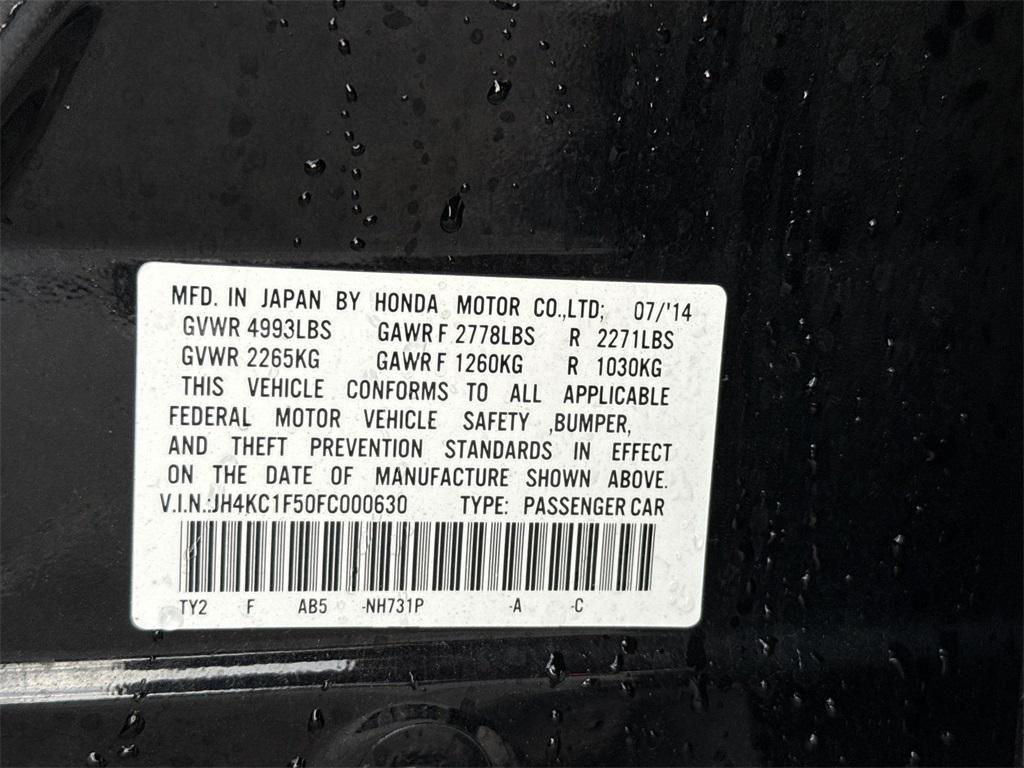 MFD. IN JAPAN BY HONDA MOTOR CO.,LTD; 07/'14
GVWR 4993LBS GAWR F 2778LBS R 2271LBS
GVWR 2265KG GAWR F 1260KG R 1030KG
THIS VEHICLE CONFORMS TO ALL APPLICABLE
FEDERAL MOTOR VEHICLE SAFETY ,BUMPER,
AND THEFT PREVENTION STANDARDS IN EFFECT
ON THE DATE OF MANUFACTURE SHOWN ABOVE.
V.I.N.:JH4KC1F50FC000630 TYPE: PASSENGER CAR
TY2 F AB5 -NH731P -A -C